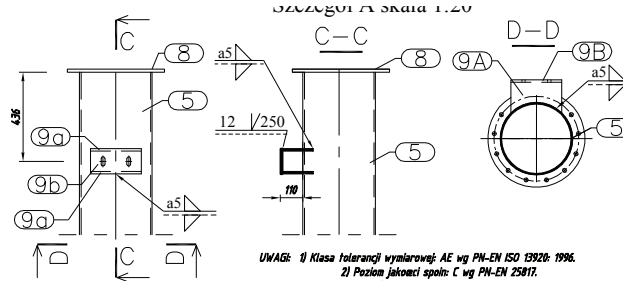 Szczegół A skala 1:20
C
C-C
D-D
8
8
9A
9B
a5
a5
5
5
5
436
12
250
9a
9b
9a
110
a5
D
C
D
UWAGI: 1) Klasa tolerancji wymiarowej: AE wg PN-EN ISO 13920: 1996.
2) Poziom jakości spoin: C wg PN-EN 25817.